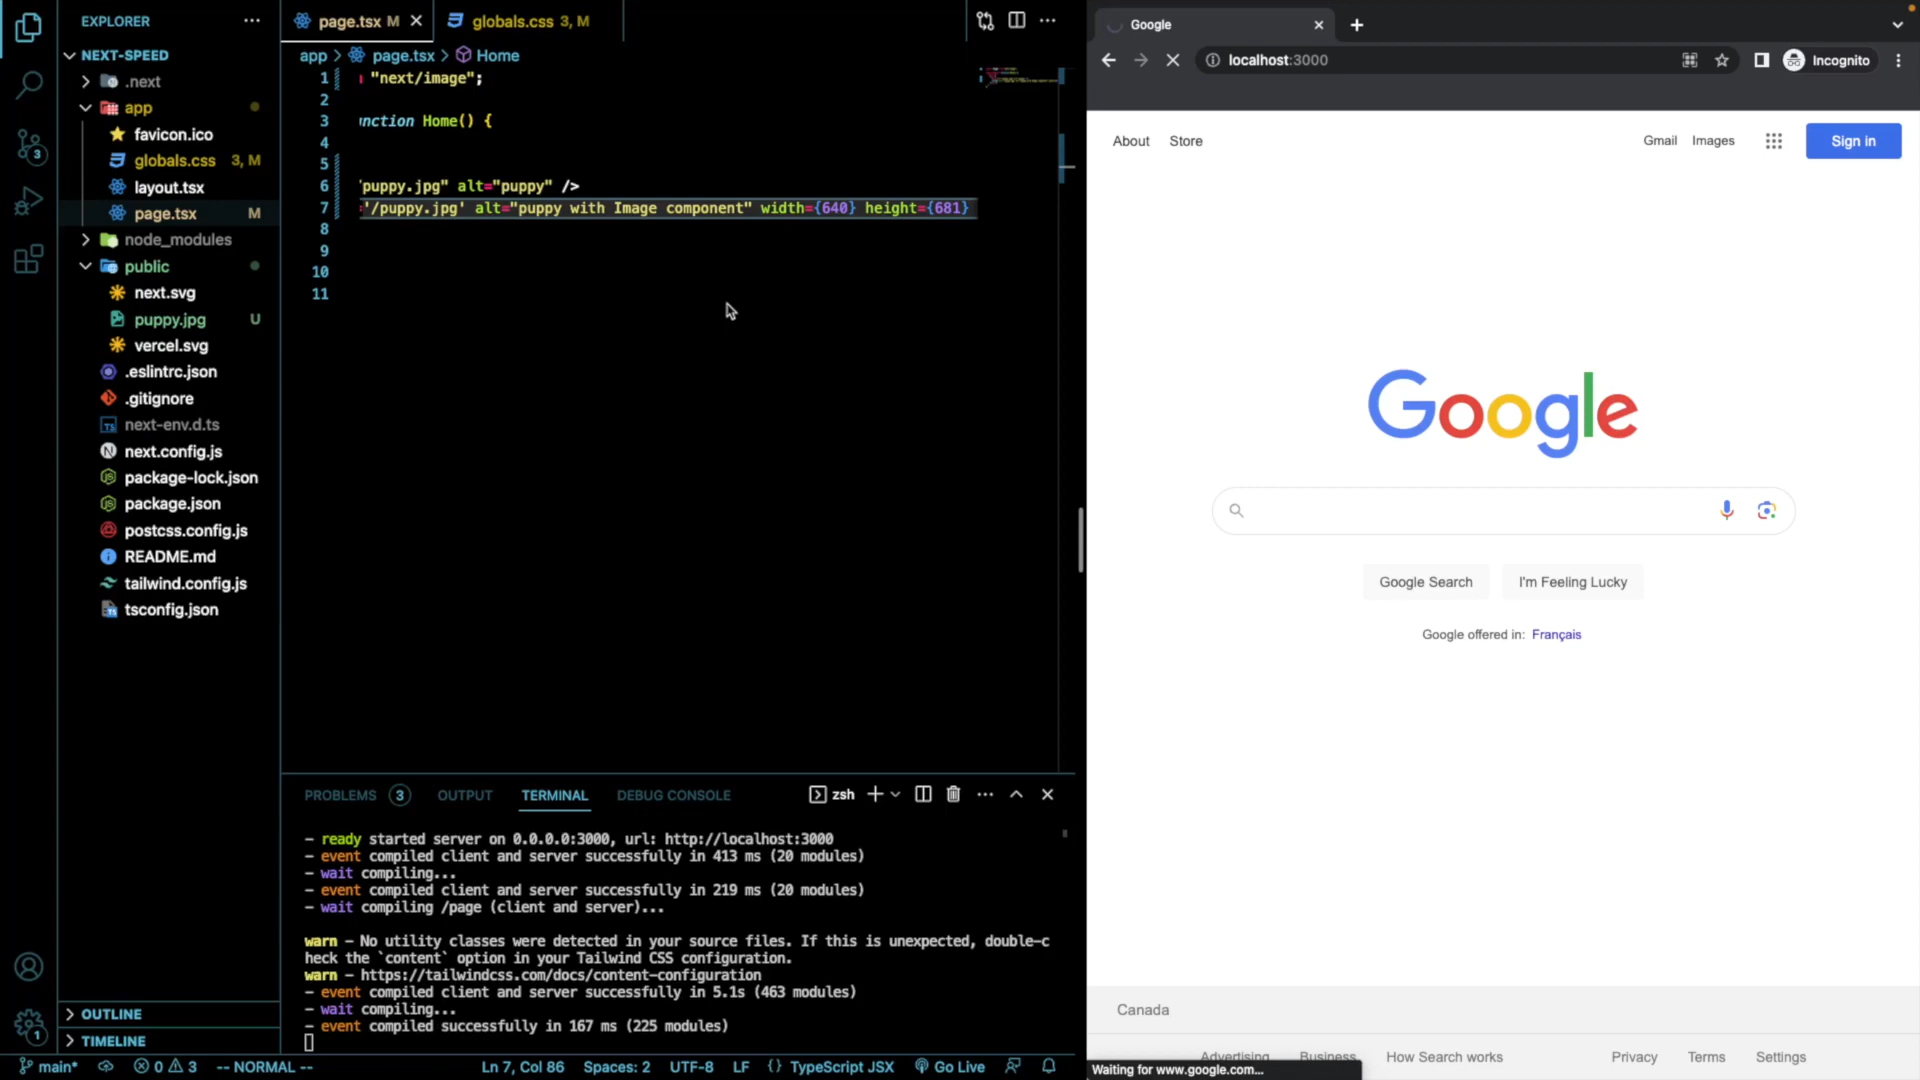 EXPLORER
NEXT-SPEED
.next
app
favicon.ico
globals.css 3, M
layout.tsx
page.tsx M
node_modules
public
next.svg
puppy.jpg U
vercel.svg
.eslintrc.json
.gitignore
next-env.d.ts
next.config.js
package-lock.json
package.json
postcss.config.js
README.md
tailwind.config.js
tsconfig.json
OUTLINE
TIMELINE
3
1
page.tsx M
globals.css 3, M
app > page.tsx > Home
1 "next/image";
2
3 unction Home() {
4
5
6 "puppy.jpg" alt="puppy" />
7 ='/puppy.jpg' alt="puppy with Image component" width={640} height={681}
8
9
10
11
PROBLEMS 3 OUTPUT TERMINAL DEBUG CONSOLE
zsh
- ready started server on 0.0.0.0:3000, url: http://localhost:3000
- event compiled client and server successfully in 413 ms (20 modules)
- wait compiling...
- event compiled client and server successfully in 219 ms (20 modules)
- wait compiling /page (client and server)...
warn - No utility classes were detected in your source files. If this is unexpected, double-c
heck the `content` option in your Tailwind CSS configuration.
warn - https://tailwindcss.com/docs/content-configuration
- event compiled client and server successfully in 5.1s (463 modules)
- wait compiling...
- event compiled successfully in 167 ms (225 modules)
main* 0 3 -- NORMAL -- Ln 7, Col 86 Spaces: 2 UTF-8 LF {} TypeScript JSX Go Live
Google
localhost:3000
Incognito
About Store Gmail Images Sign in
Google
Google Search I'm Feeling Lucky
Google offered in: Français
Canada
Advertising Business How Search works Privacy Terms Settings
Waiting for www.google.com...